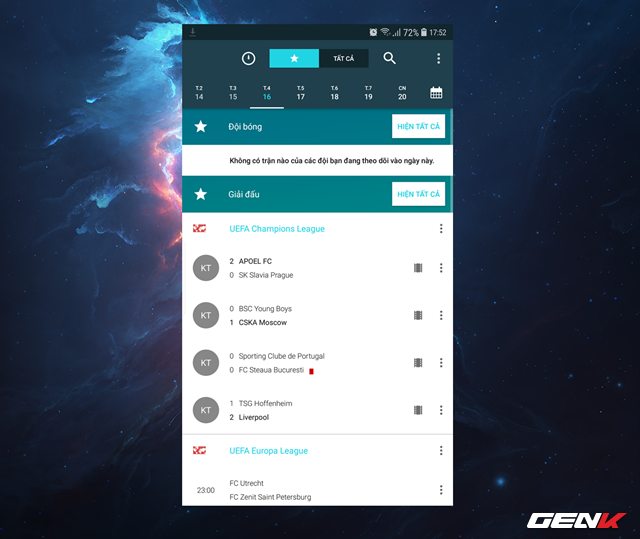 72% 17:52
TẤT CẢ
T.2 T.3 T.4 T.5 T.6 T.7 CN
14 15 16 17 18 19 20
Đội bóng HIỆN TẤT CẢ
Không có trận nào của các đội bạn đang theo dõi vào ngày này.
Giải đấu HIỆN TẤT CẢ
UEFA Champions League
KT
2 APOEL FC
0 SK Slavia Prague
KT
0 BSC Young Boys
1 CSKA Moscow
KT
0 Sporting Clube de Portugal
0 FC Steaua Bucuresti
KT
1 TSG Hoffenheim
2 Liverpool
UEFA Europa League
23:00
FC Utrecht
FC Zenit Saint Petersburg
GENK